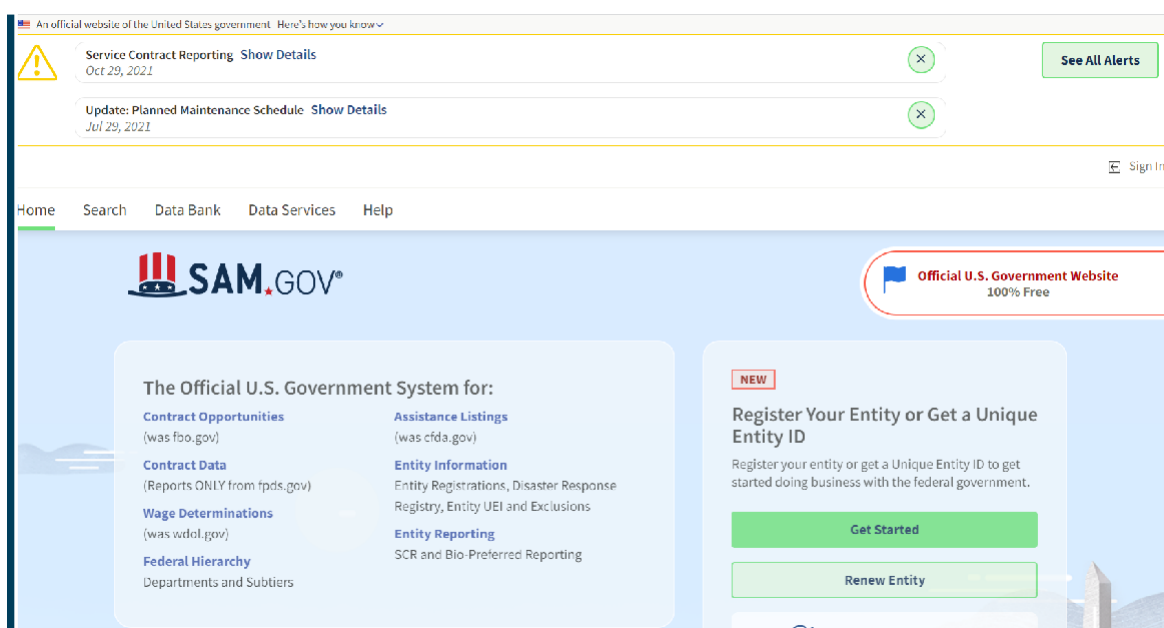 An official website of the United States government Here's how you know
Service Contract Reporting Show Details
Oct 29, 2021
See All Alerts
Update: Planned Maintenance Schedule Show Details
Jul 29, 2021
Sign In
Home Search Data Bank Data Services Help
SAM.GOV®
Official U.S. Government Website
100% Free
The Official U.S. Government System for:
Contract Opportunities
(was fbo.gov)
Contract Data
(Reports ONLY from fpds.gov)
Wage Determinations
(was wdol.gov)
Federal Hierarchy
Departments and Subtiers
Assistance Listings
(was cfda.gov)
Entity Information
Entity Registrations, Disaster Response
Registry, Entity UEI and Exclusions
Entity Reporting
SCR and Bio-Preferred Reporting
NEW
Register Your Entity or Get a Unique
Entity ID
Register your entity or get a Unique Entity ID to get
started doing business with the federal government.
Get Started
Renew Entity